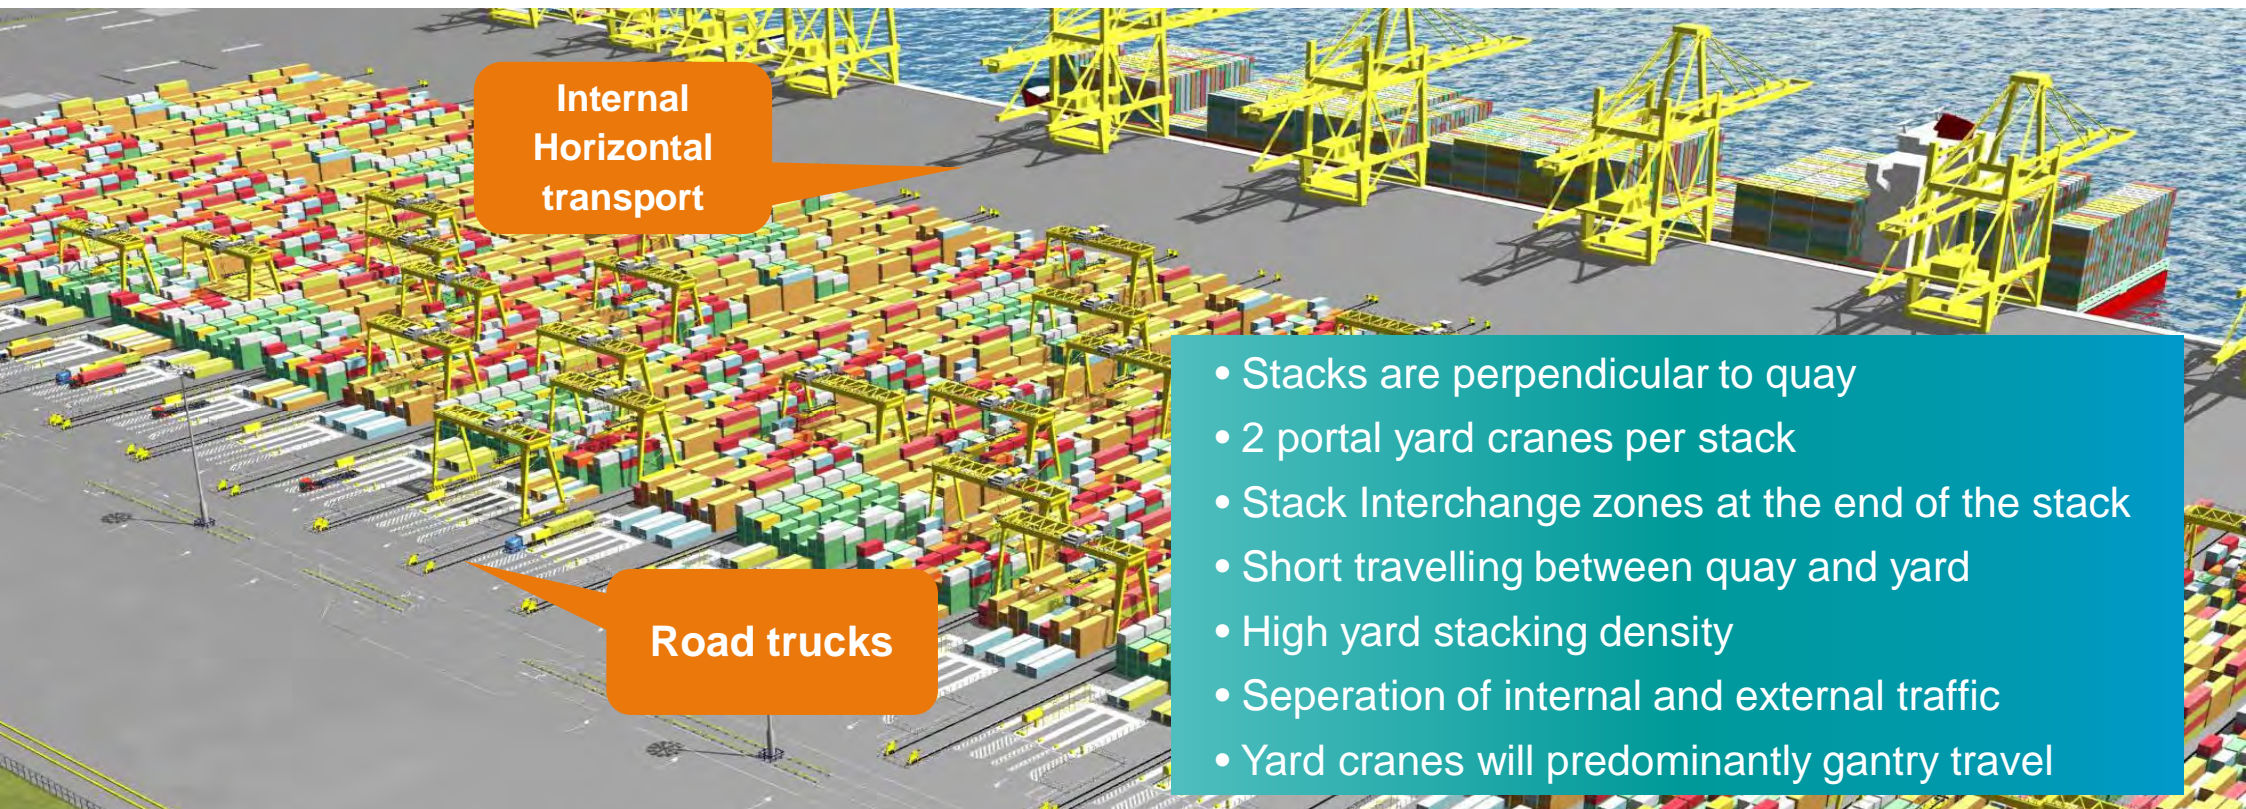 Internal
Horizontal
transport
Road trucks
• Stacks are perpendicular to quay
• 2 portal yard cranes per stack
• Stack Interchange zones at the end of the stack
• Short travelling between quay and yard
• High yard stacking density
• Seperation of internal and external traffic
• Yard cranes will predominantly gantry travel